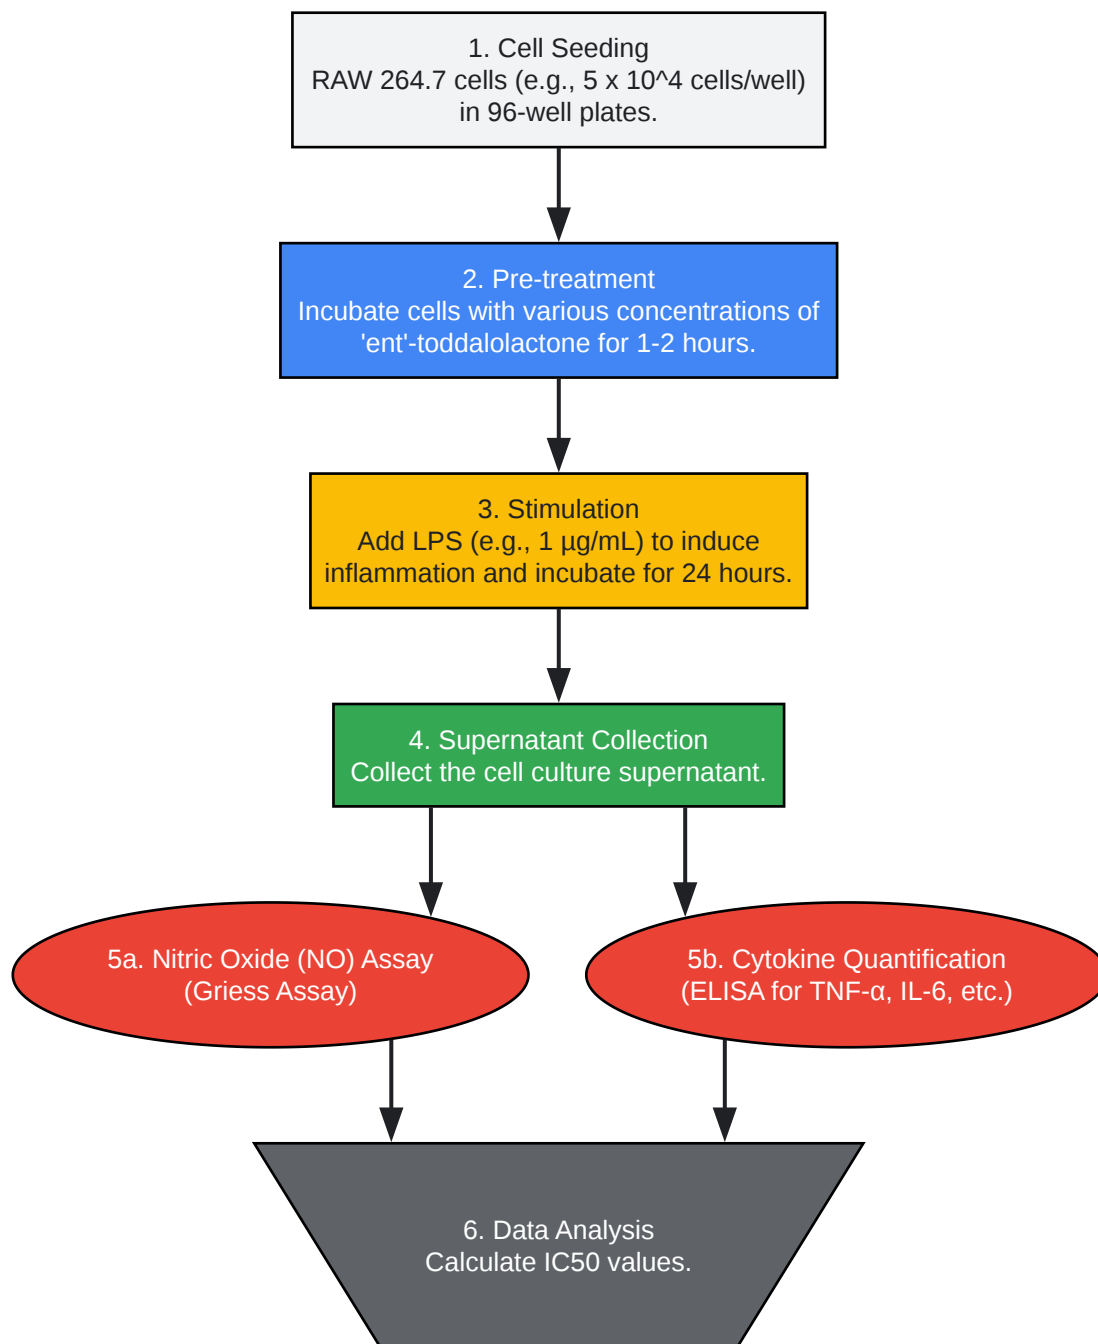 1. Cell Seeding
RAW 264.7 cells (e.g., 5 x 10^4 cells/well)
in 96-well plates.
2. Pre-treatment
Incubate cells with various concentrations of
'ent'-toddalolactone for 1-2 hours.
3. Stimulation
Add LPS (e.g., 1 µg/mL) to induce
inflammation and incubate for 24 hours.
4. Supernatant Collection
Collect the cell culture supernatant.
5a. Nitric Oxide (NO) Assay
(Griess Assay)
5b. Cytokine Quantification
(ELISA for TNF-α, IL-6, etc.)
6. Data Analysis
Calculate IC50 values.